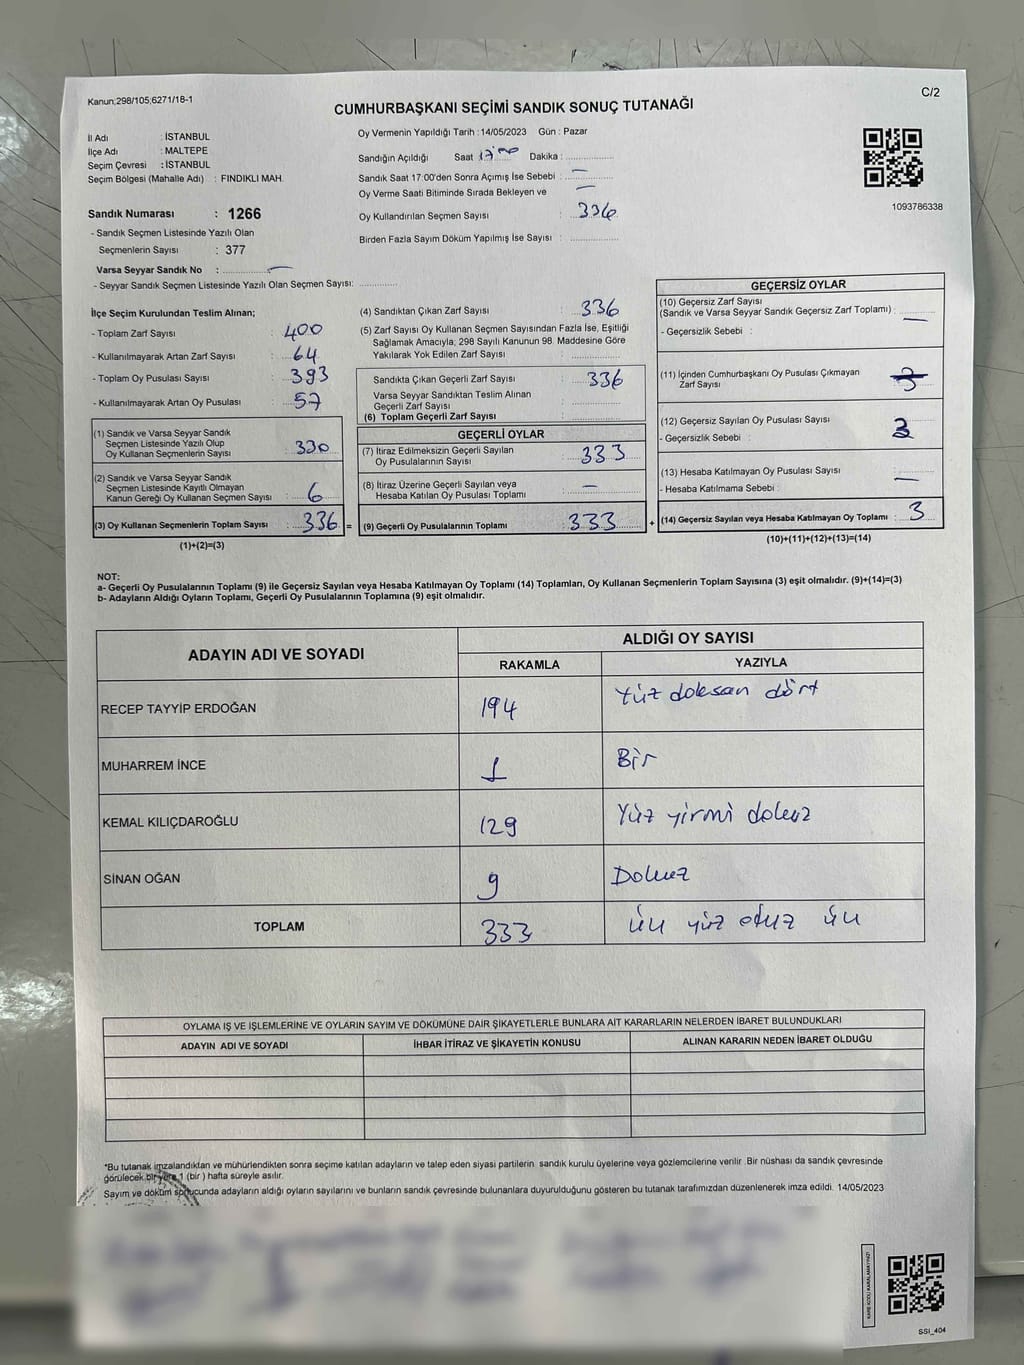 Kanun;298/105;6271/18-1
C/2
CUMHURBAŞKANI SEÇİMİ SANDIK SONUÇ TUTANAĞI
İl Adı : İSTANBUL
İlçe Adı : MALTEPE
Seçim Çevresi : İSTANBUL
Seçim Bölgesi (Mahalle Adı) : FINDIKLI MAH.
Sandık Numarası : 1266
- Sandık Seçmen Listesinde Yazılı Olan
Seçmenlerin Sayısı : 377
Varsa Seyyar Sandık No :
- Seyyar Sandık Seçmen Listesinde Yazılı Olan Seçmen Sayısı:
Oy Vermenin Yapıldığı Tarih : 14/05/2023 Gün : Pazar
Sandığın Açıldığı Saat 17:00 Dakika :
Sandık Saat 17:00'den Sonra Açımış İse Sebebi :
Oy Verme Saati Bitiminde Sırada Bekleyen ve
Oy Kullandırılan Seçmen Sayısı : 336
Birden Fazla Sayım Döküm Yapılmış İse Sayısı :
1093786338
İlçe Seçim Kurulundan Teslim Alınan;
- Toplam Zarf Sayısı : 400
- Kullanılmayarak Artan Zarf Sayısı : 64
- Toplam Oy Pusulası Sayısı : 393
- Kullanılmayarak Artan Oy Pusulası : 57
(1) Sandık ve Varsa Seyyar Sandık
Seçmen Listesinde Yazılı Olup
Oy Kullanan Seçmenlerin Sayısı : 330
(2) Sandık ve Varsa Seyyar Sandık
Seçmen Listesinde Kayıtlı Olmayan
Kanun Gereği Oy Kullanan Seçmen Sayısı : 6
(3) Oy Kullanan Seçmenlerin Toplam Sayısı : 336 =
(1)+(2)=(3)
(4) Sandıktan Çıkan Zarf Sayısı : 336
(5) Zarf Sayısı Oy Kullanan Seçmen Sayısından Fazla İse, Eşitliği
Sağlamak Amacıyla; 298 Sayılı Kanunun 98. Maddesine Göre
Yakılarak Yok Edilen Zarf Sayısı :
Sandıkta Çıkan Geçerli Zarf Sayısı : 336
Varsa Seyyar Sandıktan Teslim Alınan
Geçerli Zarf Sayısı :
(6) Toplam Geçerli Zarf Sayısı :
GEÇERLİ OYLAR
(7) İtiraz Edilmeksizin Geçerli Sayılan
Oy Pusulalarının Sayısı : 333
(8) İtiraz Üzerine Geçerli Sayılan veya
Hesaba Katılan Oy Pusulası Toplamı : –
(9) Geçerli Oy Pusulalarının Toplamı : 333 +
GEÇERSİZ OYLAR
(10) Geçersiz Zarf Sayısı
(Sandık ve Varsa Seyyar Sandık Geçersiz Zarf Toplamı) :
- Geçersizlik Sebebi :
(11) İçinden Cumhurbaşkanı Oy Pusulası Çıkmayan
Zarf Sayısı : 3
(12) Geçersiz Sayılan Oy Pusulası Sayısı : 3
- Geçersizlik Sebebi :
(13) Hesaba Katılmayan Oy Pusulası Sayısı :
- Hesaba Katılmama Sebebi :
(14) Geçersiz Sayılan veya Hesaba Katılmayan Oy Toplamı : 3
(10)+(11)+(12)+(13)=(14)
NOT:
a- Geçerli Oy Pusulalarının Toplamı (9) ile Geçersiz Sayılan veya Hesaba Katılmayan Oy Toplamı (14) Toplamları, Oy Kullanan Seçmenlerin Toplam Sayısına (3) eşit olmalıdır. (9)+(14)=(3)
b- Adayların Aldığı Oyların Toplamı, Geçerli Oy Pusulalarının Toplamına (9) eşit olmalıdır.
ADAYIN ADI VE SOYADI ALDIĞI OY SAYISI
RAKAMLA YAZIYLA
RECEP TAYYİP ERDOĞAN 194 Yüz doksan dört
MUHARREM İNCE 1 Bir
KEMAL KILIÇDAROĞLU 129 Yüz yirmi dokuz
SİNAN OĞAN 9 Dokuz
TOPLAM 333 üç yüz otuz üç
OYLAMA İŞ VE İŞLEMLERİNE VE OYLARIN SAYIM VE DÖKÜMÜNE DAİR ŞİKAYETLERLE BUNLARA AİT KARARLARIN NELERDEN İBARET BULUNDUKLARI
ADAYIN ADI VE SOYADI İHBAR İTİRAZ VE ŞİKAYETİN KONUSU ALINAN KARARIN NEDEN İBARET OLDUĞU
*Bu tutanak imzalandıktan ve mühürlendikten sonra seçime katılan adayların ve talep eden siyasi partilerin sandık kurulu üyelerine veya gözlemcilerine verilir. Bir nüshası da sandık çevresinde
görülecek bir yere 1 (bir ) hafta süreyle asılır.
Sayım ve döküm sonucunda adayların aldığı oyların sayılarını ve bunların sandık çevresinde bulunanlara duyurulduğunu gösteren bu tutanak tarafımızdan düzenlenerek imza edildi. 14/05/2023
SSI_404